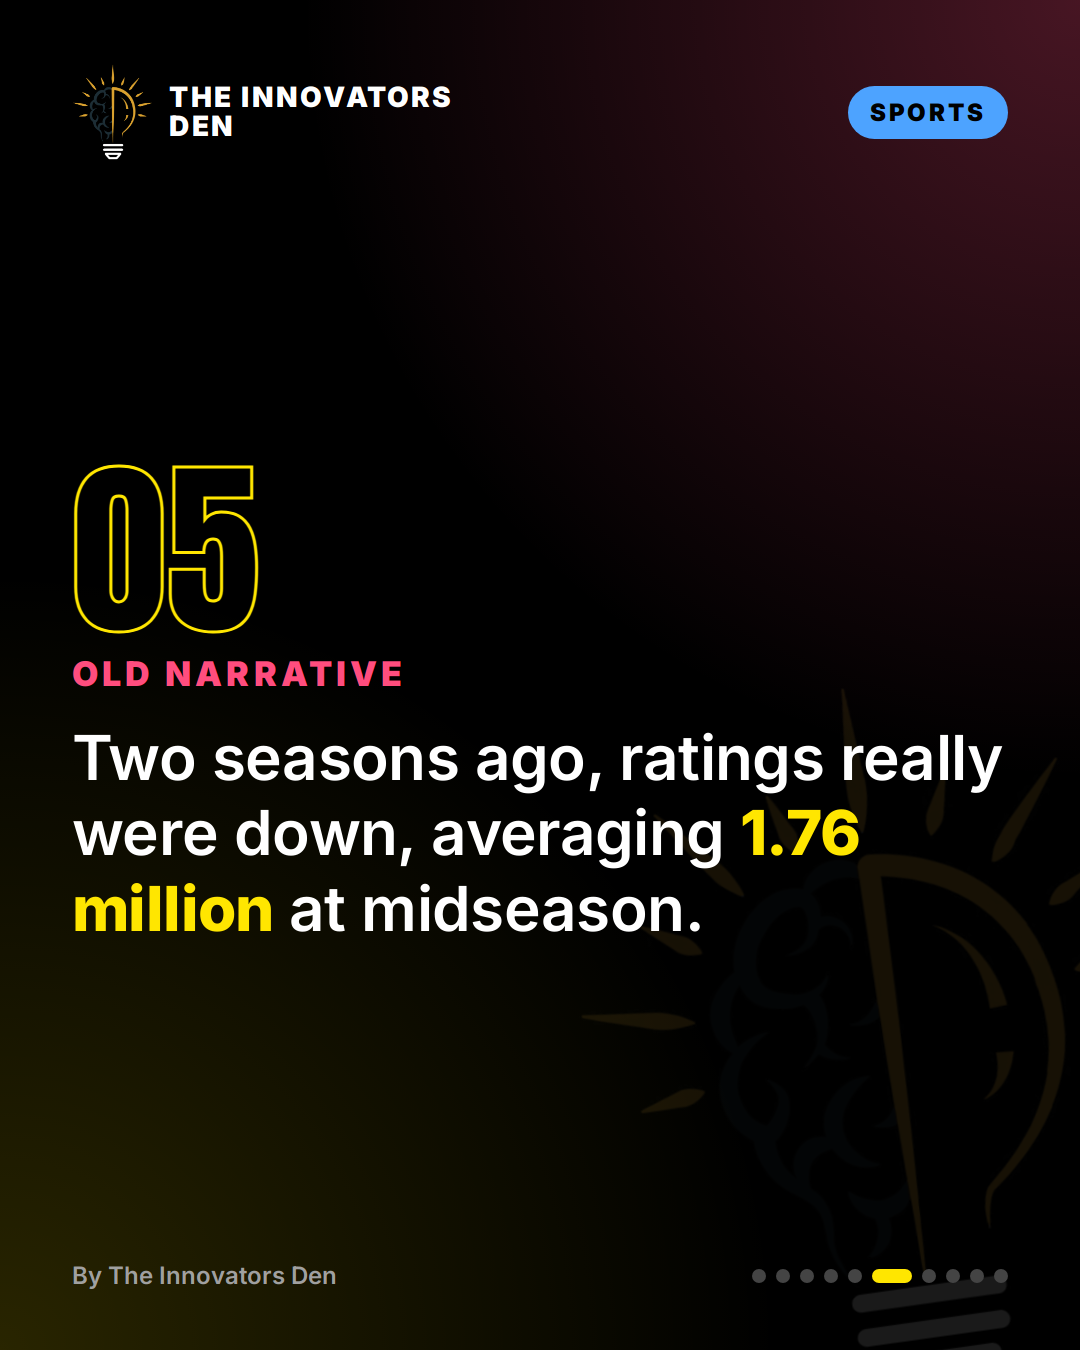 THE INNOVATORS
DEN
SPORTS
05
OLD NARRATIVE
Two seasons ago, ratings really
were down, averaging 1.76
million at midseason.
By The Innovators Den